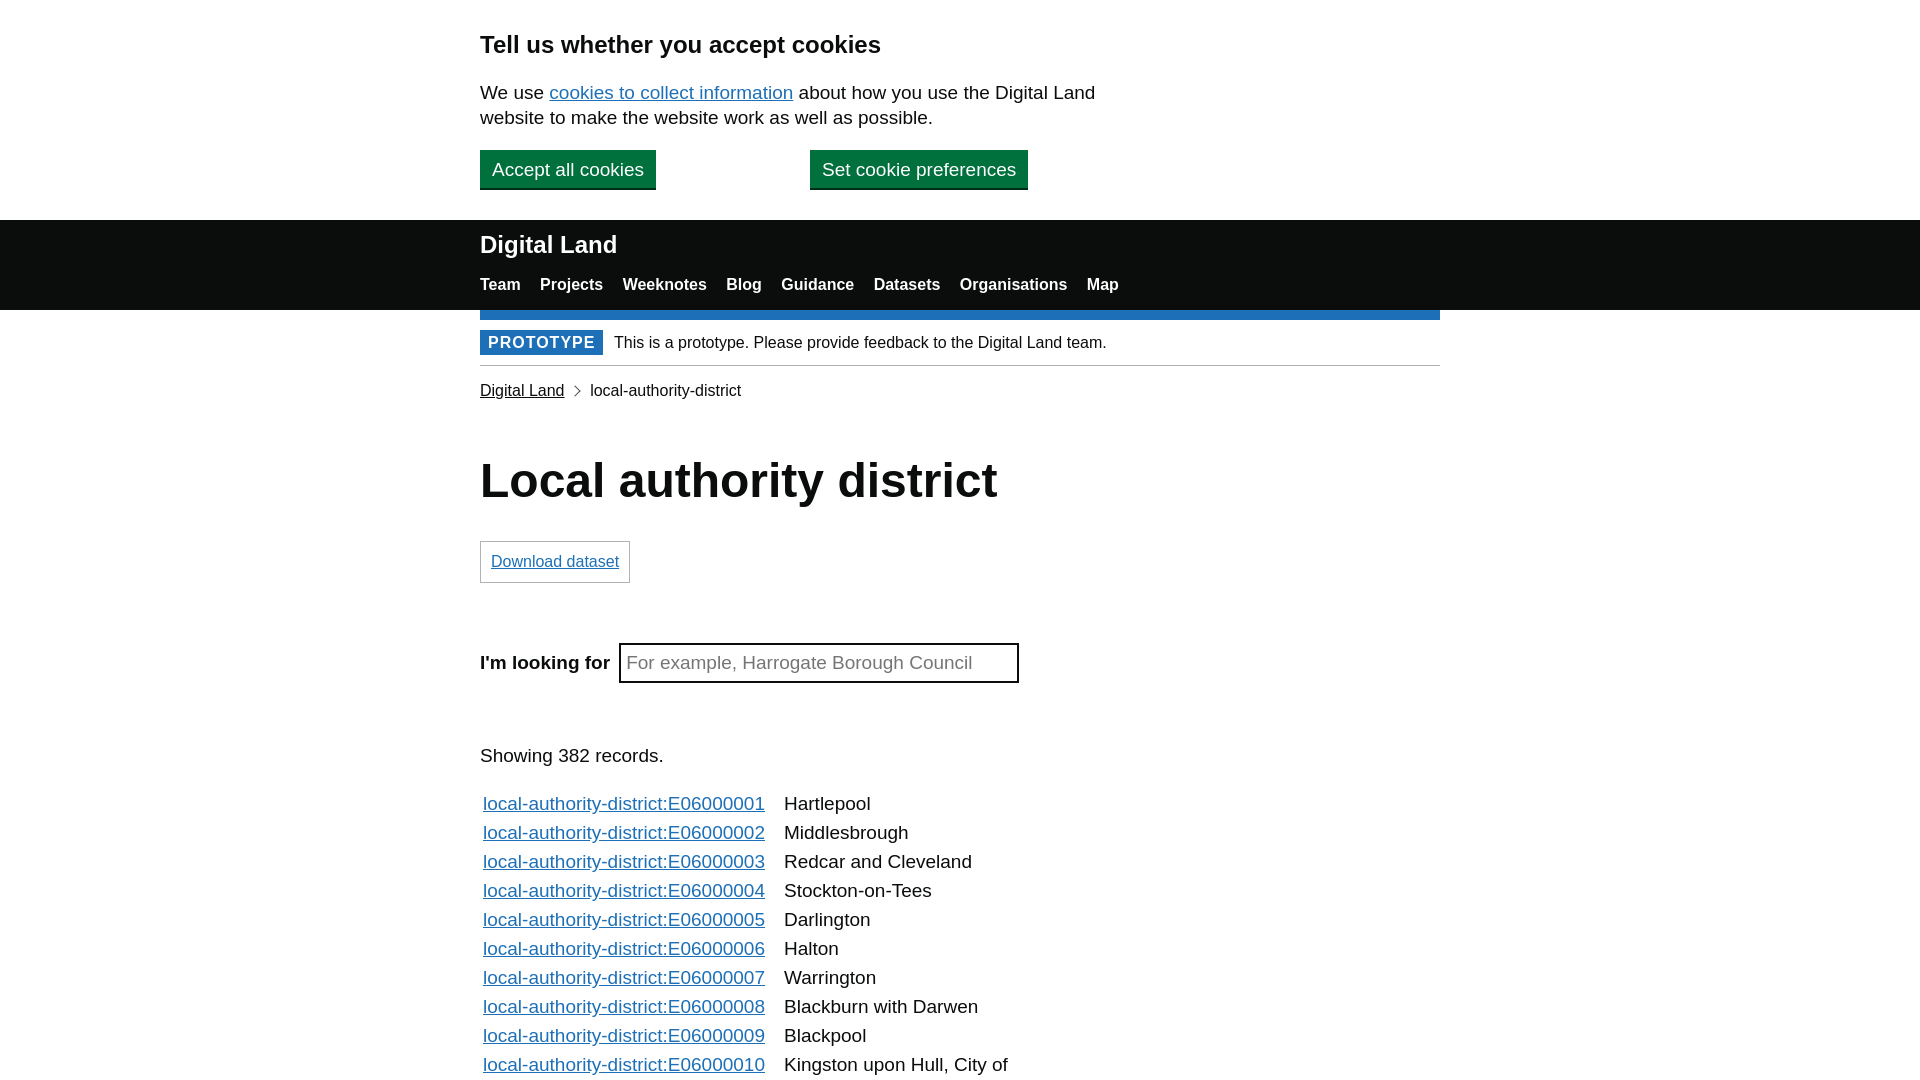 Tell us whether you accept cookies
We use cookies to collect information about how you use the Digital Land
website to make the website work as well as possible.
Accept all cookies
Set cookie preferences
Digital Land
Team Projects Weeknotes Blog Guidance Datasets Organisations Map
PROTOTYPE This is a prototype. Please provide feedback to the Digital Land team.
Digital Land local-authority-district
Local authority district
Download dataset
I'm looking for For example, Harrogate Borough Council
Showing 382 records.
local-authority-district:E06000001 Hartlepool
local-authority-district:E06000002 Middlesbrough
local-authority-district:E06000003 Redcar and Cleveland
local-authority-district:E06000004 Stockton-on-Tees
local-authority-district:E06000005 Darlington
local-authority-district:E06000006 Halton
local-authority-district:E06000007 Warrington
local-authority-district:E06000008 Blackburn with Darwen
local-authority-district:E06000009 Blackpool
local-authority-district:E06000010 Kingston upon Hull, City of